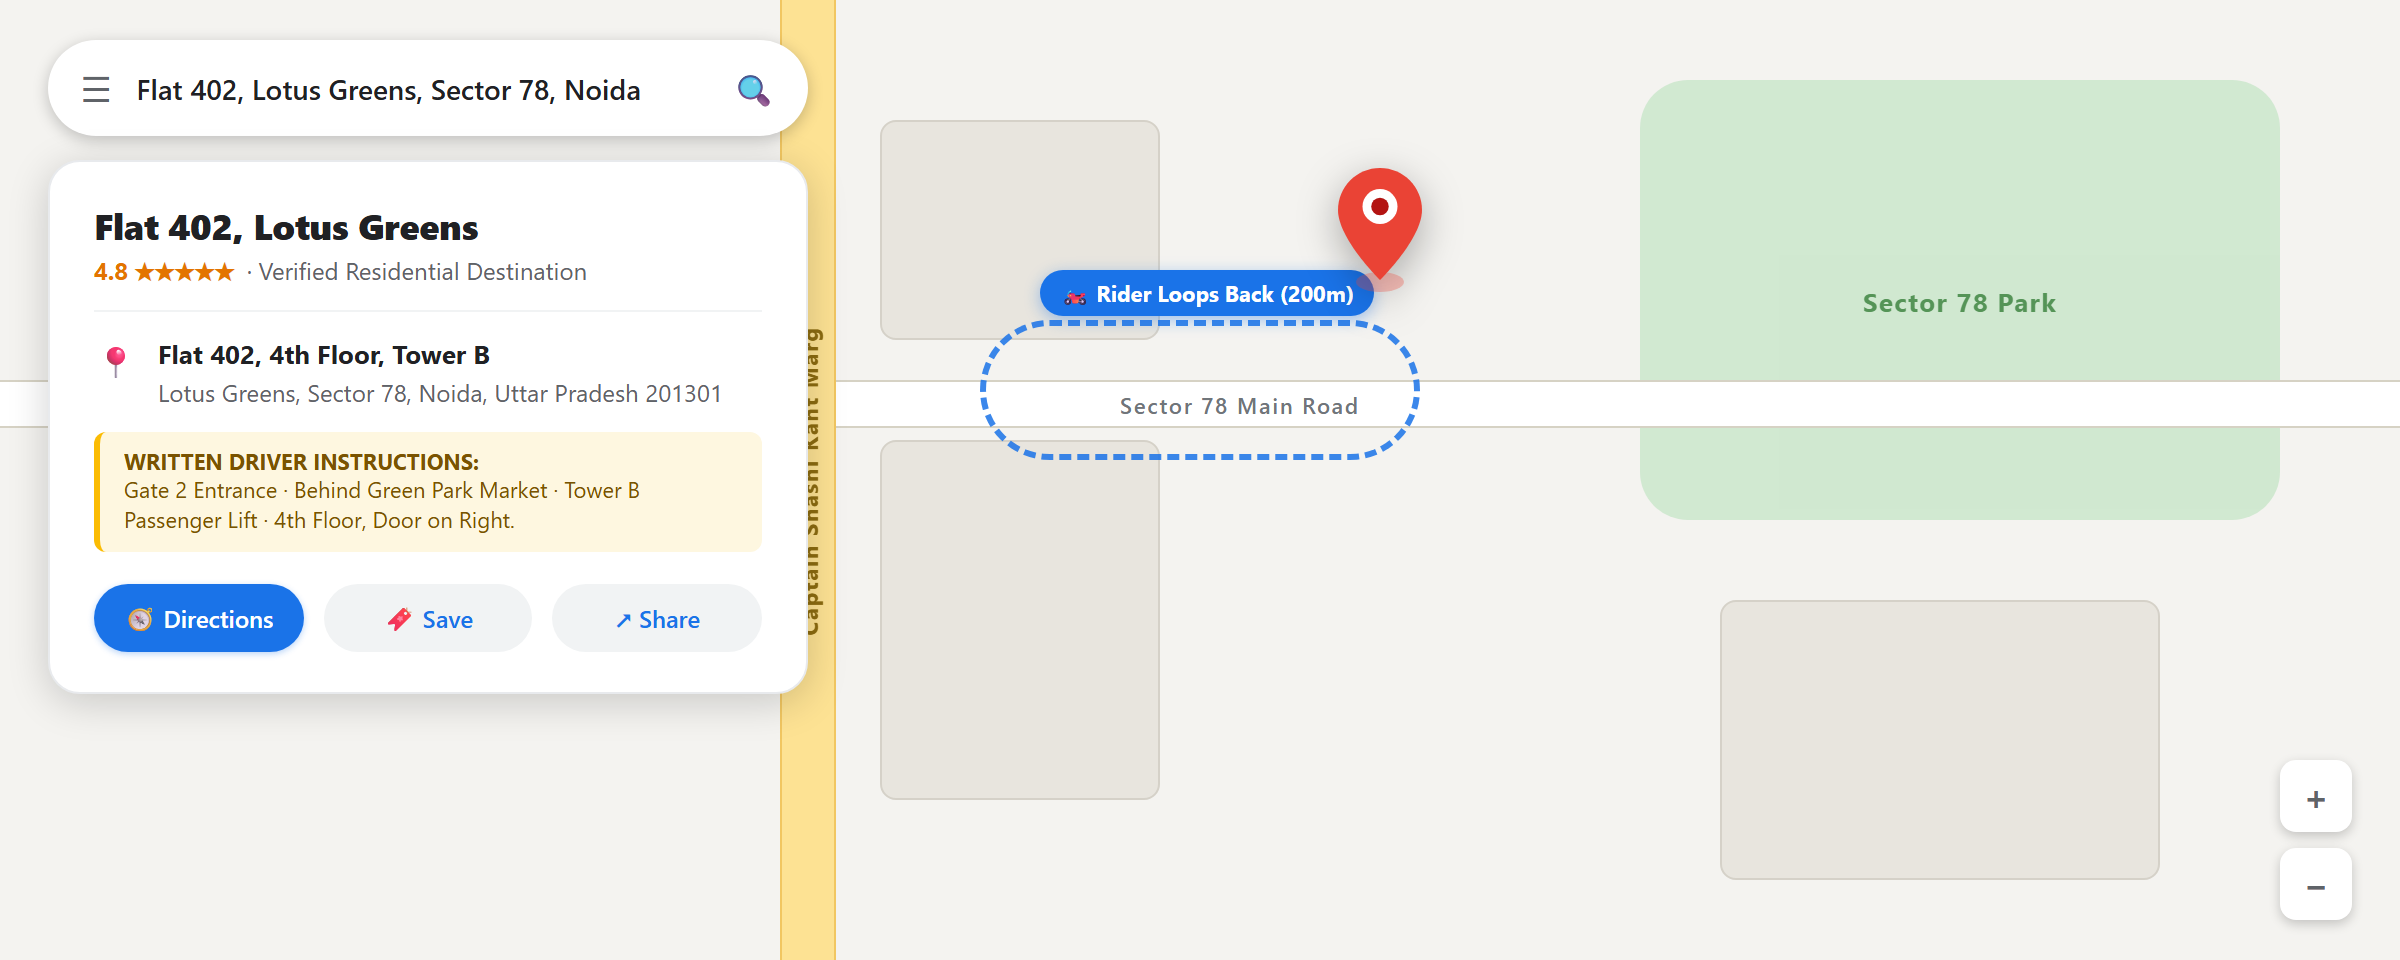 ☰ Flat 402, Lotus Greens, Sector 78, Noida
Flat 402, Lotus Greens
4.8 ★★★★★ · Verified Residential Destination
Flat 402, 4th Floor, Tower B
Lotus Greens, Sector 78, Noida, Uttar Pradesh 201301
WRITTEN DRIVER INSTRUCTIONS:
Gate 2 Entrance · Behind Green Park Market · Tower B
Passenger Lift · 4th Floor, Door on Right.
Directions
Save
↗ Share
Captain Shashi Kant Marg
Rider Loops Back (200m)
Sector 78 Main Road
Sector 78 Park
+
−